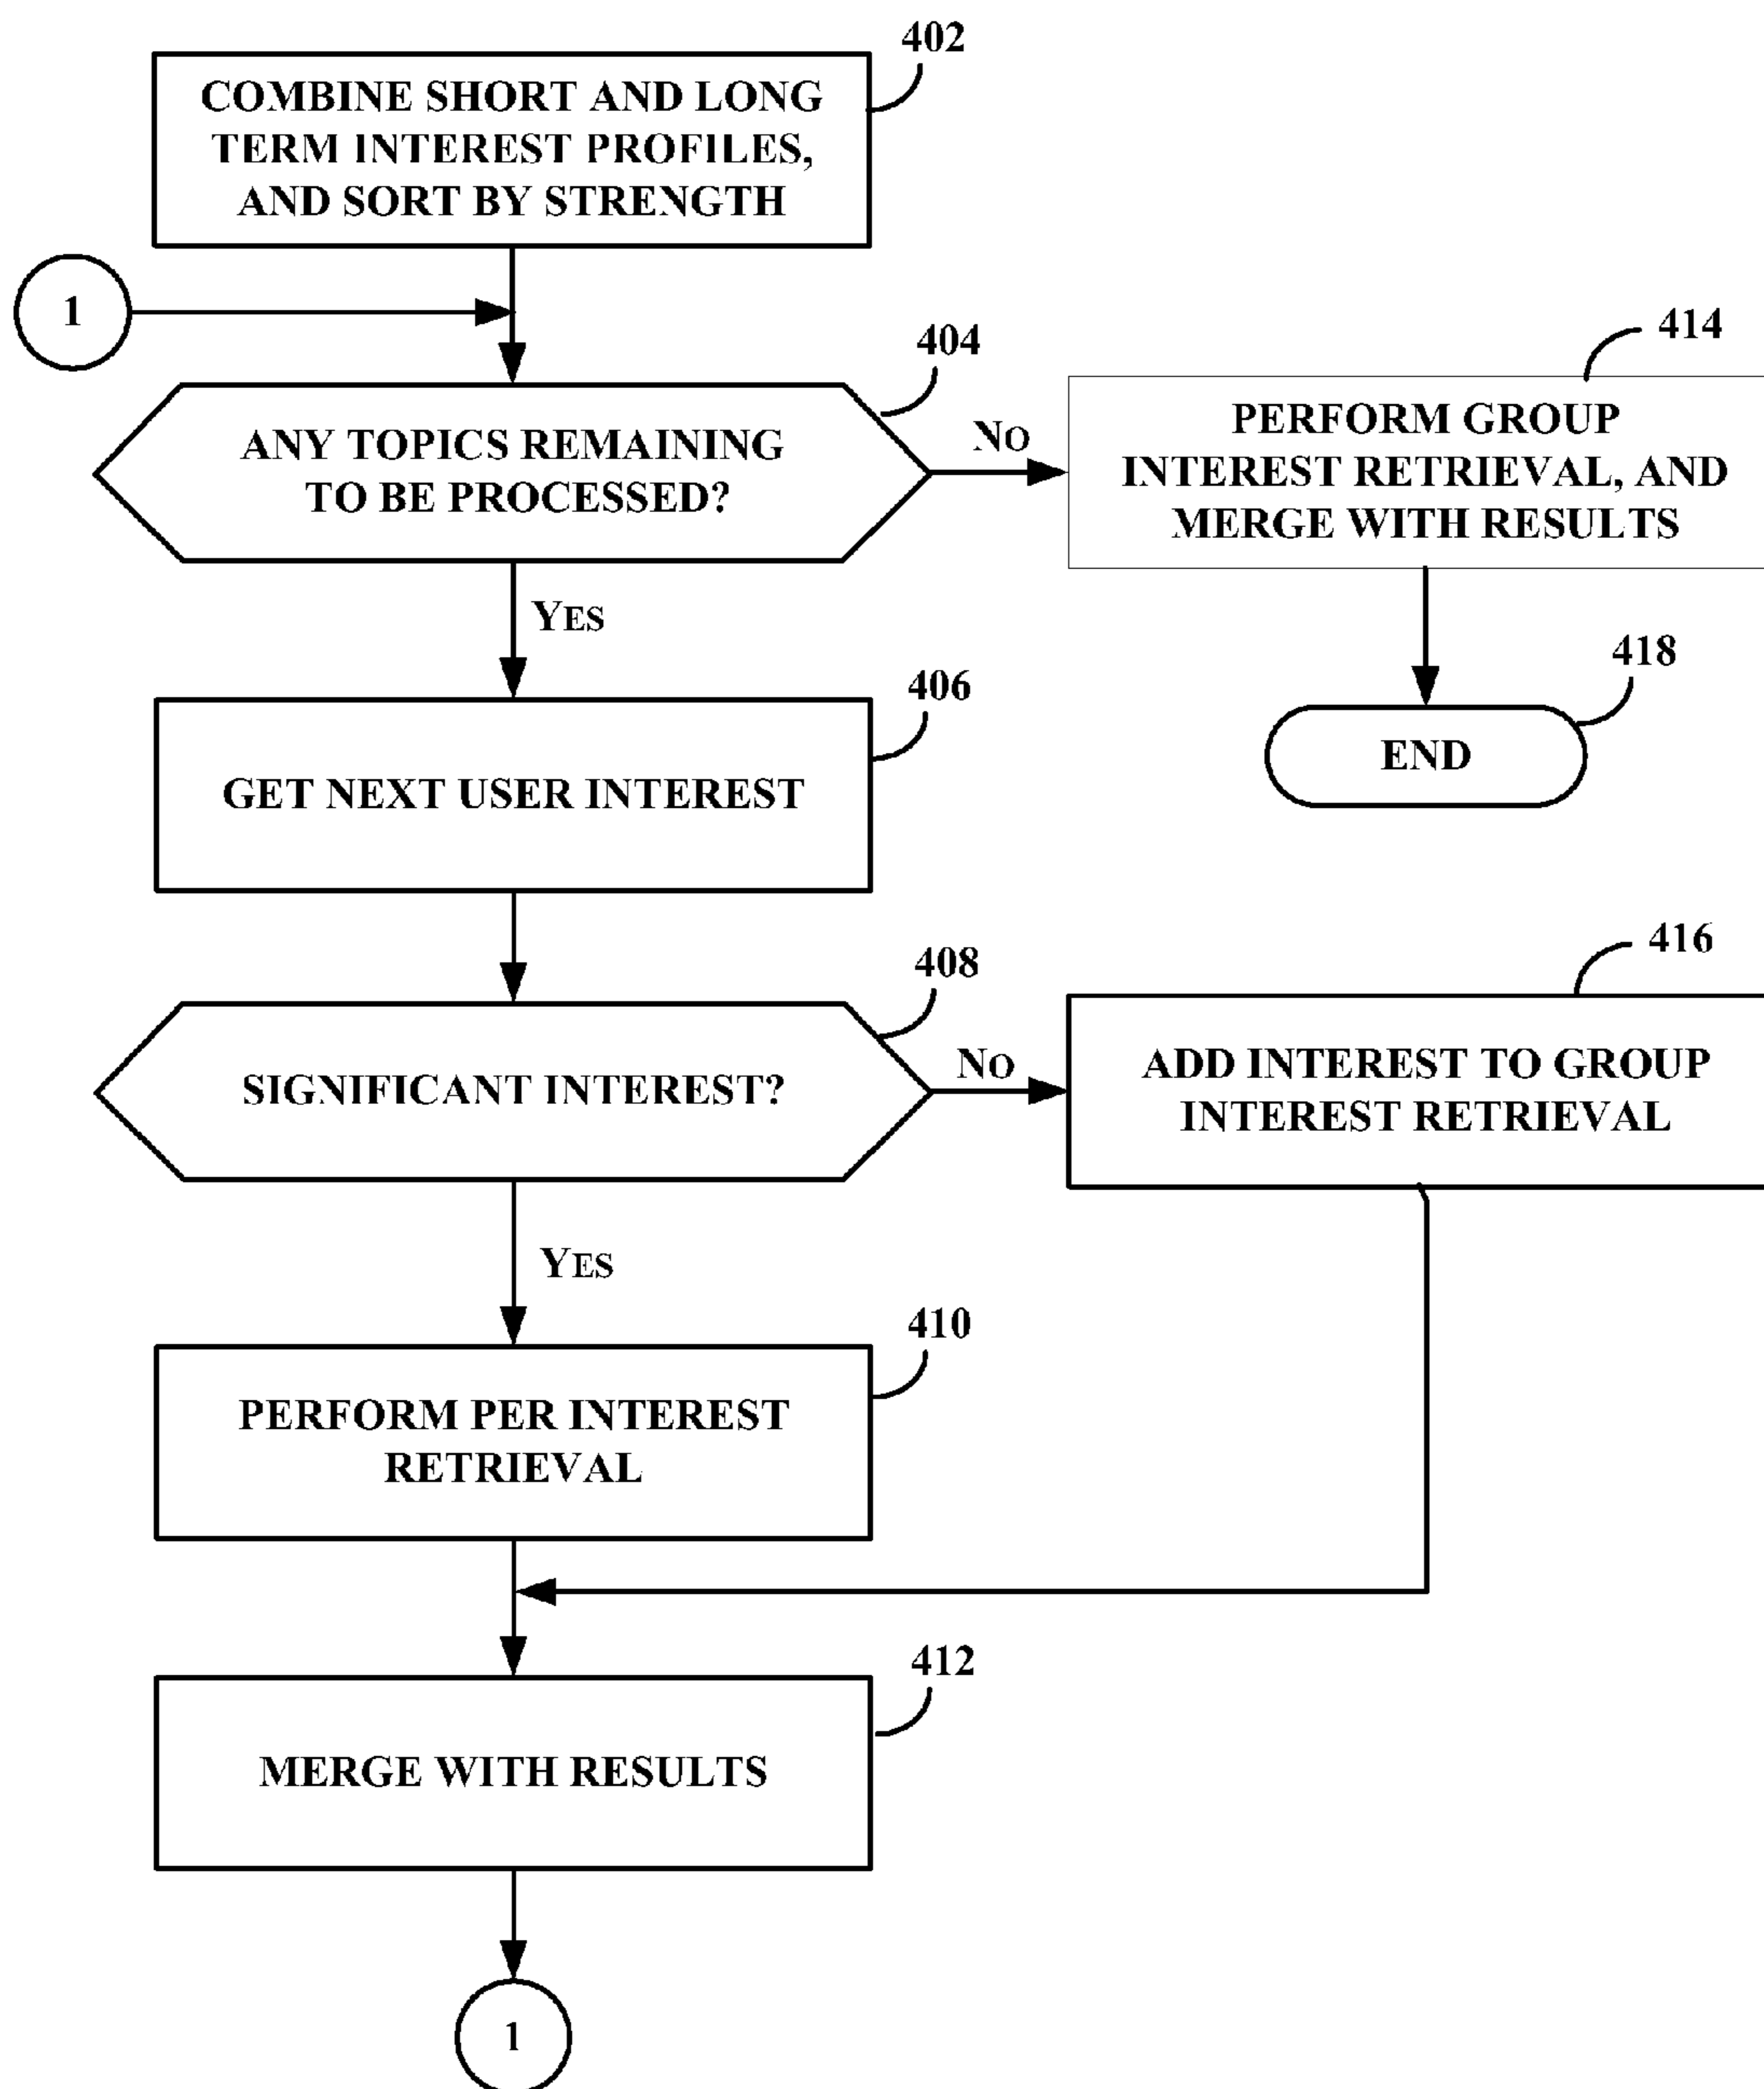 402
COMBINE SHORT AND LONG
TERM INTEREST PROFILES,
AND SORT BY STRENGTH
1
404
ANY TOPICS REMAINING
TO BE PROCESSED?
NO
414
PERFORM GROUP
INTEREST RETRIEVAL, AND
MERGE WITH RESULTS
YES
418
END
406
GET NEXT USER INTEREST
408
SIGNIFICANT INTEREST?
NO
416
ADD INTEREST TO GROUP
INTEREST RETRIEVAL
YES
410
PERFORM PER INTEREST
RETRIEVAL
412
MERGE WITH RESULTS
1